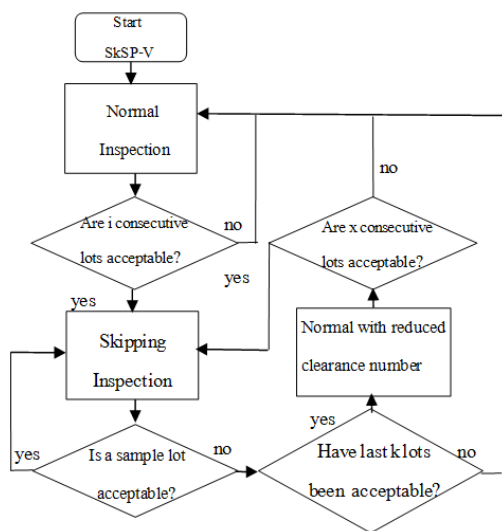 Start
SkSP-V
Normal
Inspection
Are i consecutive
lots acceptable?
no
yes
Skipping
Inspection
yes
Is a sample lot
acceptable?
no
Have last k lots
been acceptable?
no
yes
Normal with reduced
clearance number
Are x consecutive
lots acceptable?
no
yes